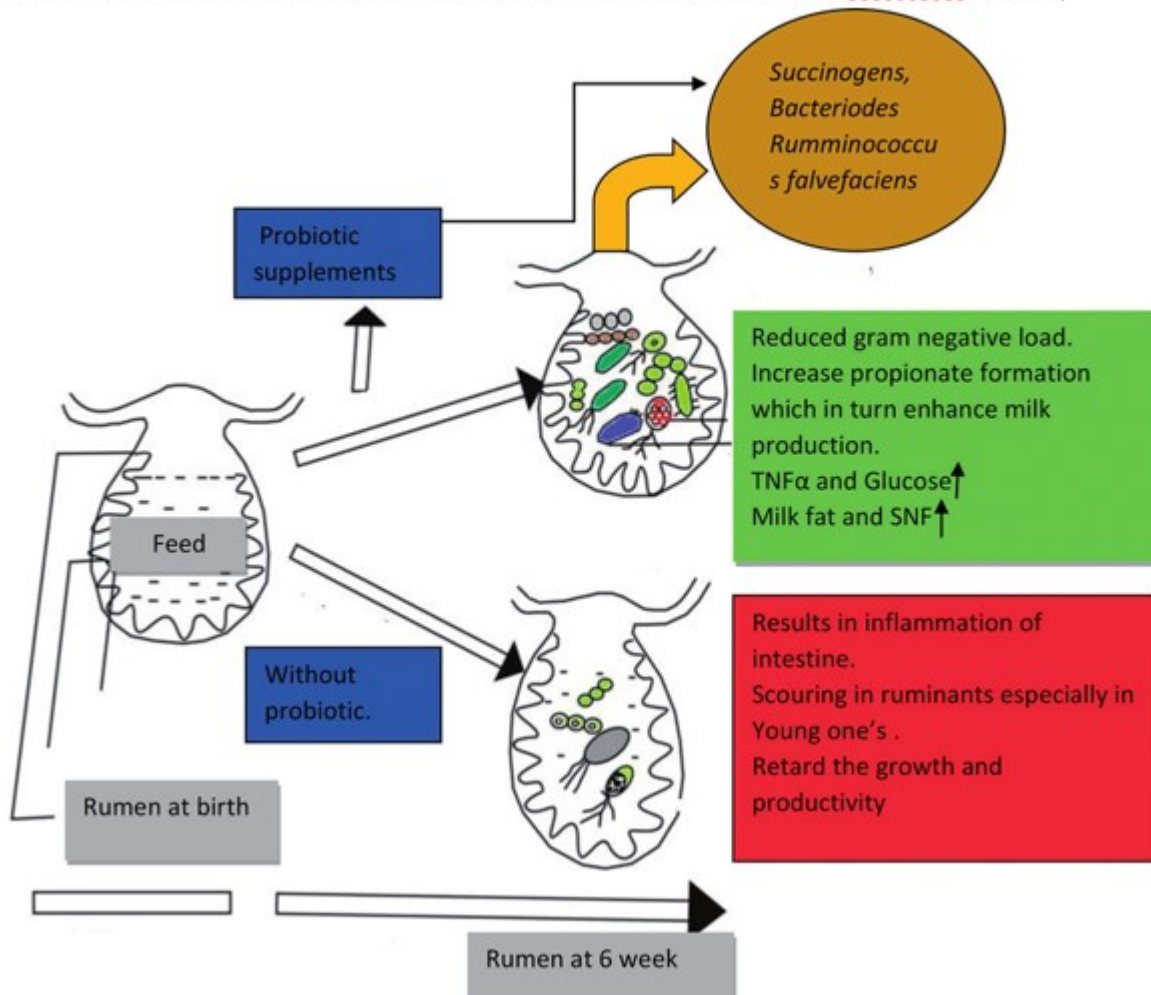 Succinogens,
Bacteriodes
Rumminococcu
s falvefaciens
Probiotic
supplements
Reduced gram negative load.
Increase propionate formation
which in turn enhance milk
production.
TNFα and Glucose
Milk fat and SNF
Feed
Without
probiotic.
Results in inflammation of
intestine.
Scouring in ruminants especially in
Young one's .
Retard the growth and
productivity
Rumen at birth
Rumen at 6 week